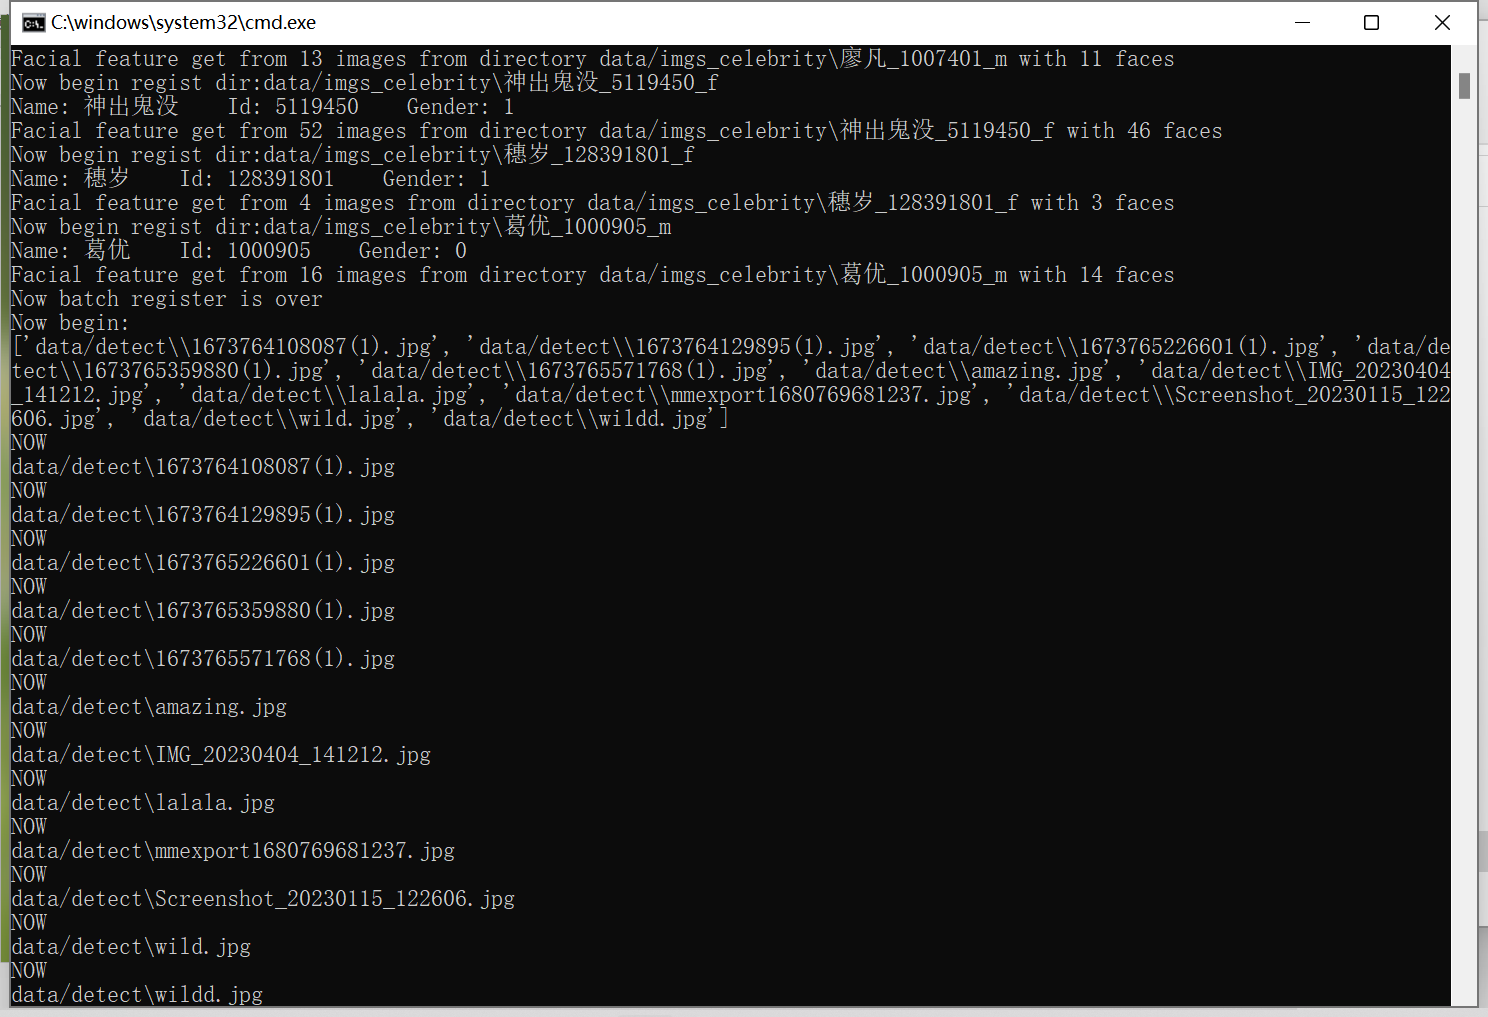 C:\windows\system32\cmd.exe
Facial feature get from 13 images from directory data/imgs_celebrity\廖凡_1007401_m with 11 faces
Now begin regist dir:data/imgs_celebrity\神出鬼没_5119450_f
Name: 神出鬼没    Id: 5119450    Gender: 1
Facial feature get from 52 images from directory data/imgs_celebrity\神出鬼没_5119450_f with 46 faces
Now begin regist dir:data/imgs_celebrity\穗岁_128391801_f
Name: 穗岁    Id: 128391801    Gender: 1
Facial feature get from 4 images from directory data/imgs_celebrity\穗岁_128391801_f with 3 faces
Now begin regist dir:data/imgs_celebrity\葛优_1000905_m
Name: 葛优    Id: 1000905    Gender: 0
Facial feature get from 16 images from directory data/imgs_celebrity\葛优_1000905_m with 14 faces
Now batch register is over
Now begin:
['data/detect\\1673764108087(1).jpg', 'data/detect\\1673764129895(1).jpg', 'data/detect\\1673765226601(1).jpg', 'data/de
tect\\1673765359880(1).jpg', 'data/detect\\1673765571768(1).jpg', 'data/detect\\amazing.jpg', 'data/detect\\IMG_20230404
_141212.jpg', 'data/detect\\lalala.jpg', 'data/detect\\mmexport1680769681237.jpg', 'data/detect\\Screenshot_20230115_122
606.jpg', 'data/detect\\wild.jpg', 'data/detect\\wildd.jpg']
NOW
data/detect\1673764108087(1).jpg
NOW
data/detect\1673764129895(1).jpg
NOW
data/detect\1673765226601(1).jpg
NOW
data/detect\1673765359880(1).jpg
NOW
data/detect\1673765571768(1).jpg
NOW
data/detect\amazing.jpg
NOW
data/detect\IMG_20230404_141212.jpg
NOW
data/detect\lalala.jpg
NOW
data/detect\mmexport1680769681237.jpg
NOW
data/detect\Screenshot_20230115_122606.jpg
NOW
data/detect\wild.jpg
NOW
data/detect\wildd.jpg